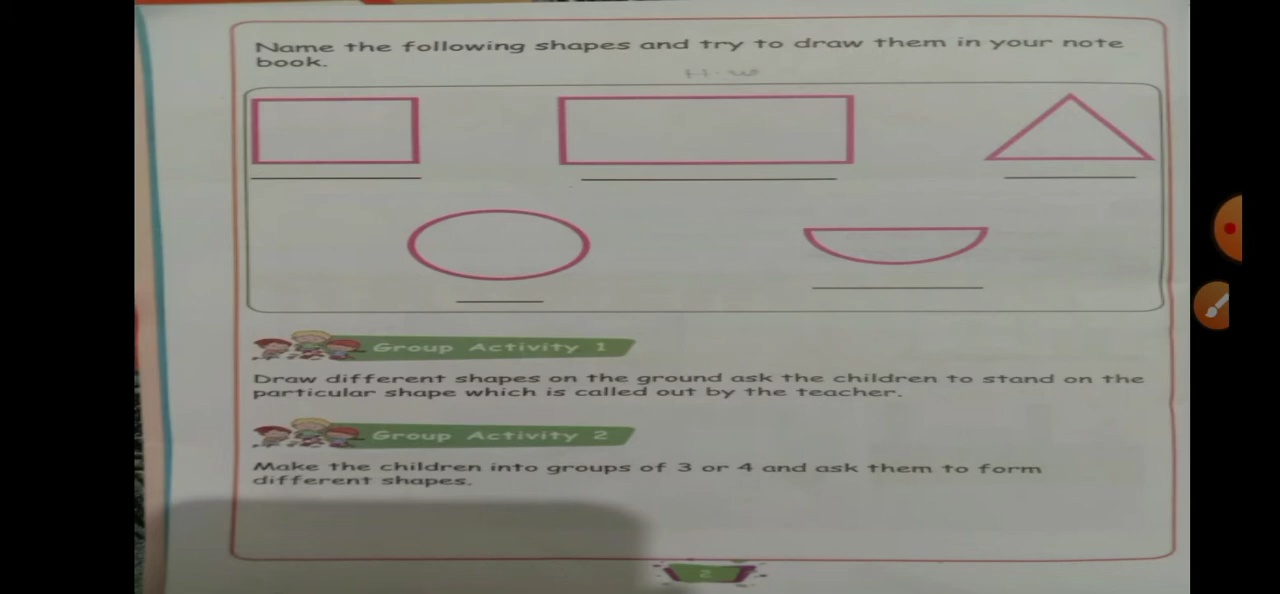 Name the following shapes and try to draw them in your note
book.
H.W
Group Activity 1
Draw different shapes on the ground ask the children to stand on the
particular shape which is called out by the teacher.
Group Activity 2
Make the children into groups of 3 or 4 and ask them to form
different shapes.
2